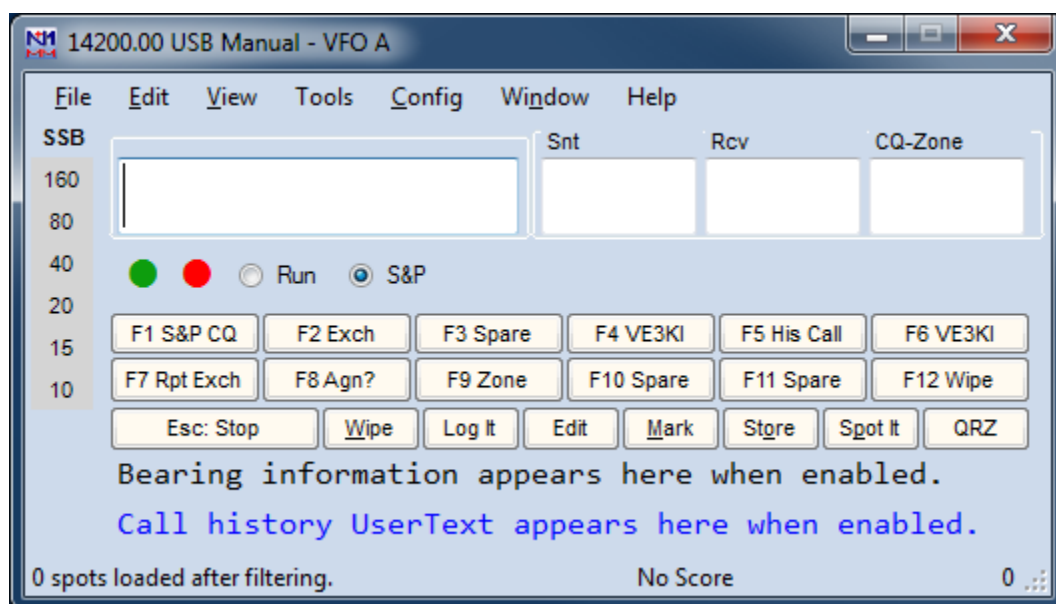 N1 MM 14200.00 USB Manual - VFO A
File Edit View Tools Config Window Help
SSB Snt Rcv CQ-Zone
160
80
40 Run S&P
20
F1 S&P CQ F2 Exch F3 Spare F4 VE3KI F5 His Call F6 VE3KI
15
F7 Rpt Exch F8 Agn? F9 Zone F10 Spare F11 Spare F12 Wipe
10
Esc: Stop Wipe Log It Edit Mark Store Spot It QRZ
Bearing information appears here when enabled.
Call history UserText appears here when enabled.
0 spots loaded after filtering. No Score 0